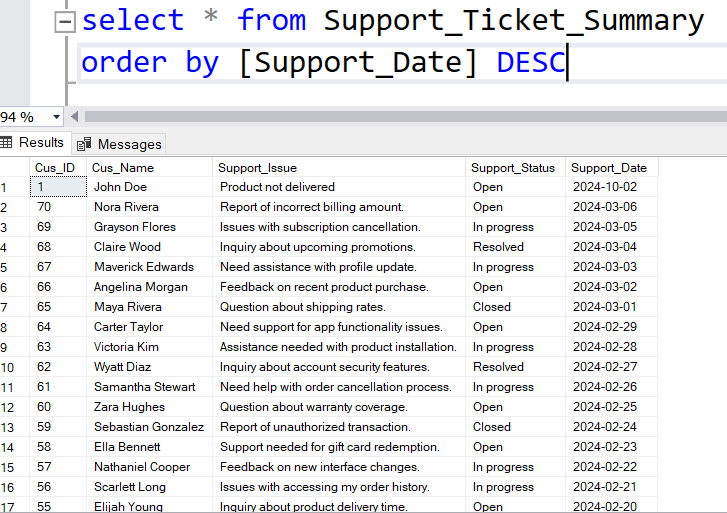 select * from Support_Ticket_Summary
order by [Support_Date] DESC
94 %
Results Messages
Cus_ID Cus_Name Support_Issue Support_Status Support_Date
1 1 John Doe Product not delivered Open 2024-10-02
2 70 Nora Rivera Report of incorrect billing amount. Open 2024-03-06
3 69 Grayson Flores Issues with subscription cancellation. In progress 2024-03-05
4 68 Claire Wood Inquiry about upcoming promotions. Resolved 2024-03-04
5 67 Maverick Edwards Need assistance with profile update. In progress 2024-03-03
6 66 Angelina Morgan Feedback on recent product purchase. Open 2024-03-02
7 65 Maya Rivera Question about shipping rates. Closed 2024-03-01
8 64 Carter Taylor Need support for app functionality issues. Open 2024-02-29
9 63 Victoria Kim Assistance needed with product installation. In progress 2024-02-28
10 62 Wyatt Diaz Inquiry about account security features. Resolved 2024-02-27
11 61 Samantha Stewart Need help with order cancellation process. In progress 2024-02-26
12 60 Zara Hughes Question about warranty coverage. Open 2024-02-25
13 59 Sebastian Gonzalez Report of unauthorized transaction. Closed 2024-02-24
14 58 Ella Bennett Support needed for gift card redemption. Open 2024-02-23
15 57 Nathaniel Cooper Feedback on new interface changes. In progress 2024-02-22
16 56 Scarlett Long Issues with accessing my order history. In progress 2024-02-21
17 55 Elijah Young Inquiry about product delivery time. Open 2024-02-20